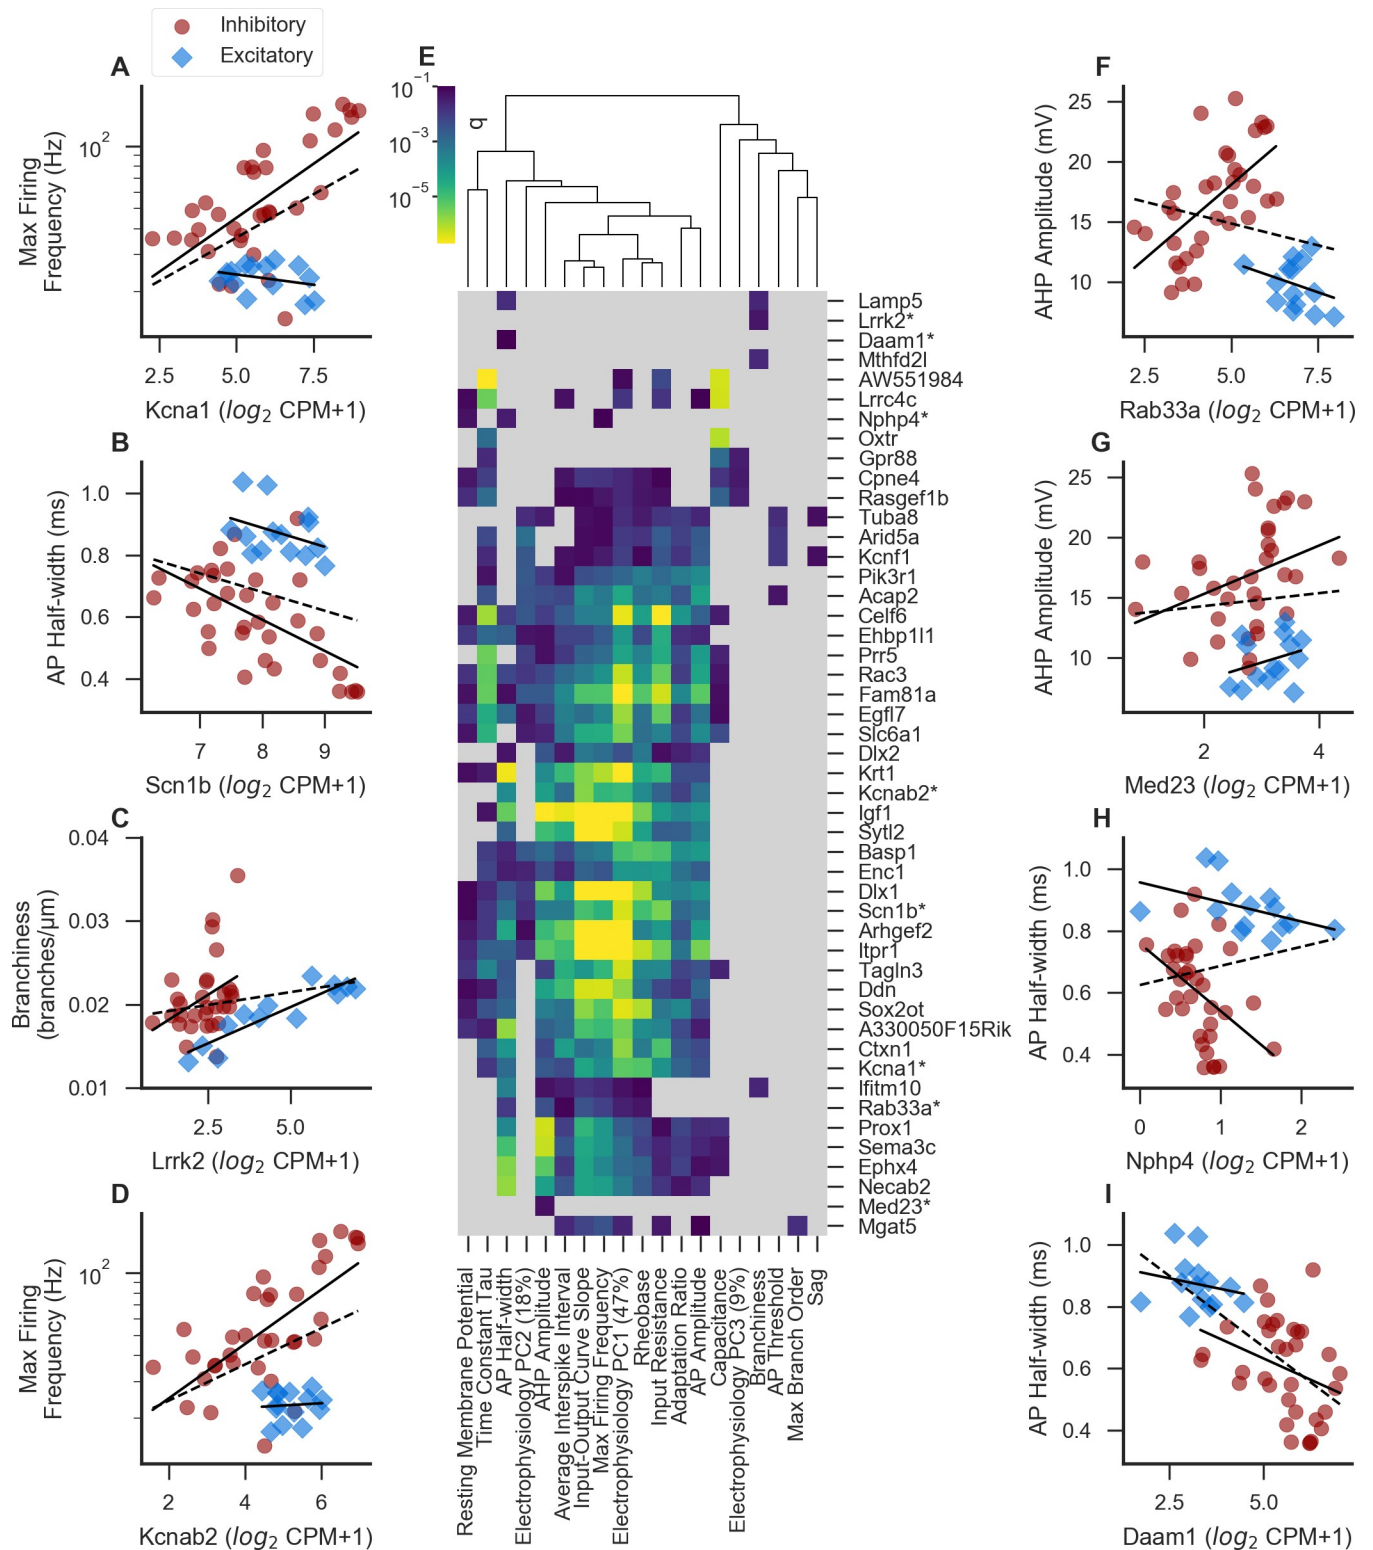 Inhibitory
Excitatory
A
Max Firing
Frequency (Hz)
10²
2.5 5.0 7.5
Kcna1 (log₂ CPM+1)
B
AP Half-width (ms)
1.0
0.8
0.6
0.4
7 8 9
Scn1b (log₂ CPM+1)
C
Branchiness
(branches/μm)
0.04
0.03
0.02
0.01
2.5 5.0
Lrrk2 (log₂ CPM+1)
D
Max Firing
Frequency (Hz)
10²
2 4 6
Kcnab2 (log₂ CPM+1)
E
10⁻¹
10⁻³
10⁻⁵
q
Lamp5
Lrrk2*
Daam1*
Mthfd2l
AW551984
Lrrc4c
Nphp4*
Oxtr
Gpr88
Cpne4
Rasgef1b
Tuba8
Arid5a
Kcnf1
Pik3r1
Acap2
Celf6
Ehbp1l1
Prr5
Rac3
Fam81a
Egfl7
Slc6a1
Dlx2
Krt1
Kcnab2*
Igf1
Sytl2
Basp1
Enc1
Dlx1
Scn1b*
Arhgef2
Itpr1
Tagln3
Ddn
Sox2ot
A330050F15Rik
Ctxn1
Kcna1*
Ifitm10
Rab33a*
Prox1
Sema3c
Ephx4
Necab2
Med23*
Mgat5
Resting Membrane Potential
Time Constant Tau
AP Half-width
Electrophysiology PC2 (18%)
AHP Amplitude
Average Interspike Interval
Input-Output Curve Slope
Max Firing Frequency
Electrophysiology PC1 (47%)
Rheobase
Input Resistance
Adaptation Ratio
AP Amplitude
Capacitance
Electrophysiology PC3 (9%)
Branchiness
AP Threshold
Max Branch Order
Sag
F
AHP Amplitude (mV)
25
20
15
10
2.5 5.0 7.5
Rab33a (log₂ CPM+1)
G
AHP Amplitude (mV)
25
20
15
10
2 4
Med23 (log₂ CPM+1)
H
AP Half-width (ms)
1.0
0.8
0.6
0.4
0 1 2
Nphp4 (log₂ CPM+1)
I
AP Half-width (ms)
1.0
0.8
0.6
0.4
2.5 5.0
Daam1 (log₂ CPM+1)